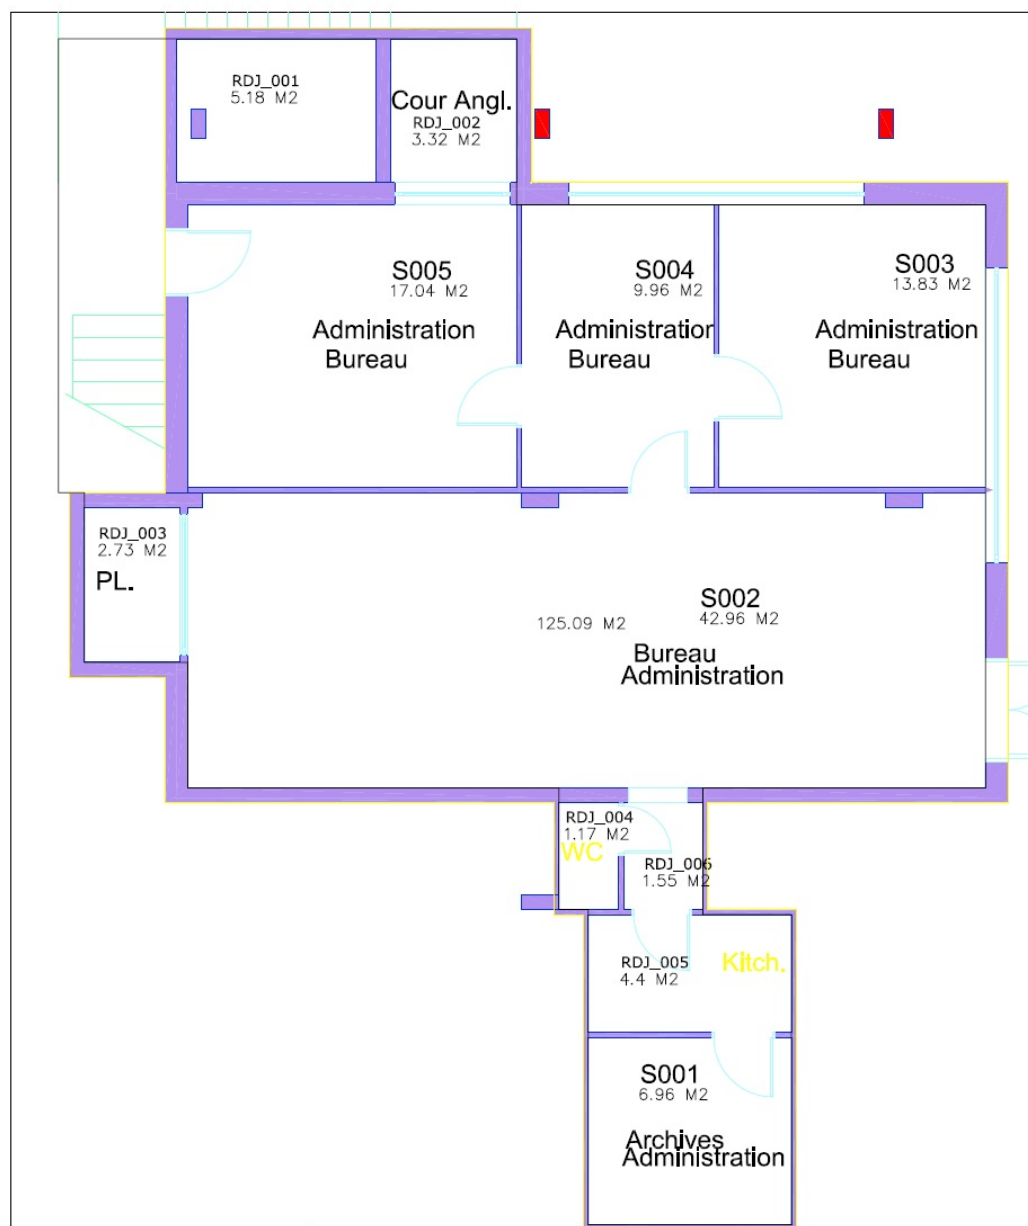 RDJ_001
5.18 M2
Cour Angl.
RDJ_002
3.32 M2
S005
17.04 M2
Administration
Bureau
S004
9.96 M2
Administration
Bureau
S003
13.83 M2
Administration
Bureau
RDJ_003
2.73 M2
PL.
S002
42.96 M2
125.09 M2
Bureau
Administration
RDJ_004
1.17 M2
WC
RDJ_006
1.55 M2
RDJ_005
4.4 M2
Kitch.
S001
6.96 M2
Archives
Administration